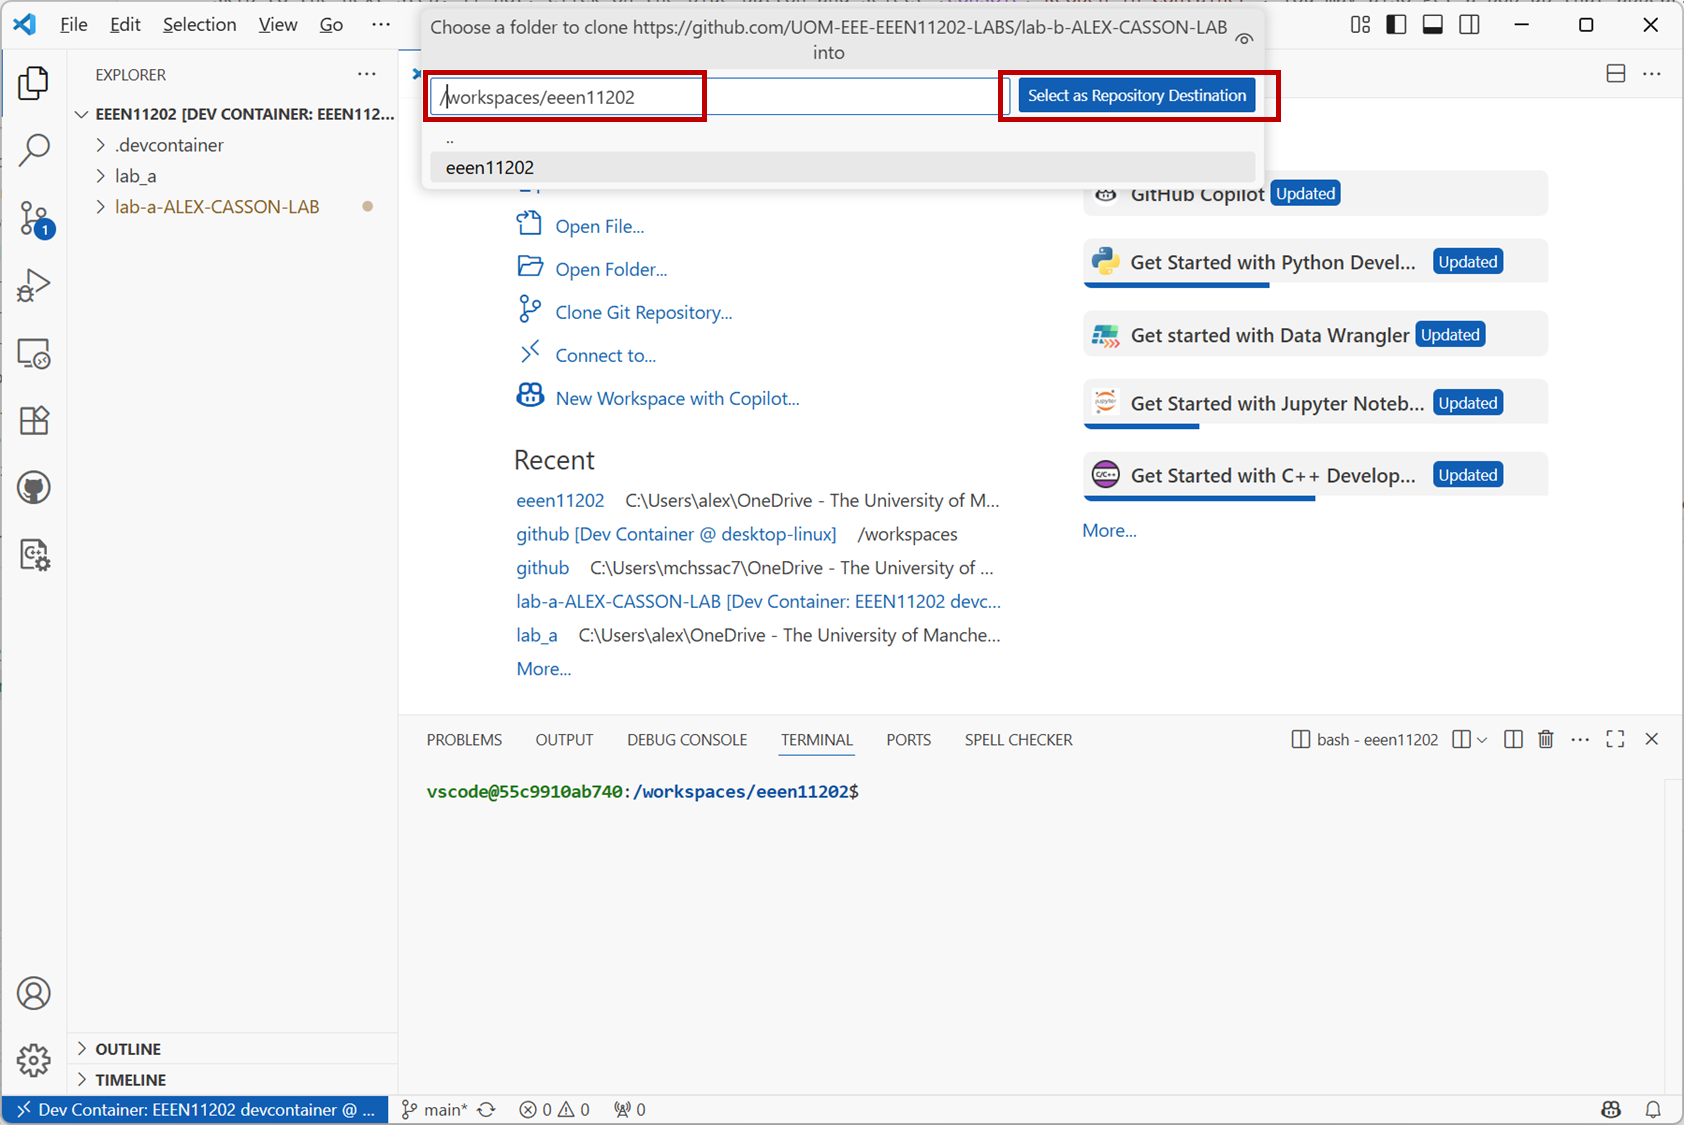 File Edit Selection View Go ···
Choose a folder to clone https://github.com/UOM-EEE-EEEN11202-LABS/lab-b-ALEX-CASSON-LAB
into
/workspaces/eeen11202
Select as Repository Destination
..
eeen11202
EXPLORER
EEEN11202 [DEV CONTAINER: EEEN112...
.devcontainer
lab_a
lab-a-ALEX-CASSON-LAB
1
Open File...
Open Folder...
Clone Git Repository...
Connect to...
New Workspace with Copilot...
Recent
eeen11202 C:\Users\alex\OneDrive - The University of M...
github [Dev Container @ desktop-linux] /workspaces
github C:\Users\mchssac7\OneDrive - The University of ...
lab-a-ALEX-CASSON-LAB [Dev Container: EEEN11202 devc...
lab_a C:\Users\alex\OneDrive - The University of Manche...
More...
GitHub Copilot Updated
Get Started with Python Devel... Updated
Get started with Data Wrangler Updated
jupyter
Get Started with Jupyter Noteb... Updated
C/C++
Get Started with C++ Develop... Updated
More...
PROBLEMS OUTPUT DEBUG CONSOLE TERMINAL PORTS SPELL CHECKER
bash - eeen11202
vscode@55c9910ab740:/workspaces/eeen11202$
OUTLINE
TIMELINE
Dev Container: EEEN11202 devcontainer @ ...
main* 0 0 0